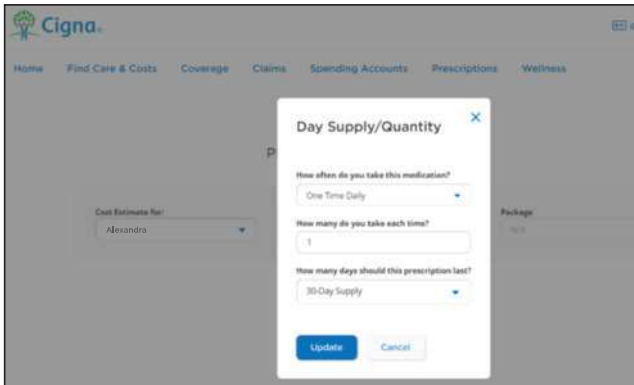 Cigna.
Home Find Care & Costs Coverage Claims Spending Accounts Prescriptions Wellness
Day Supply/Quantity
P
How often do you take this medication?
One Time Daily
Cost Estimate for:
Alexandra
Package
N/A
How many do you take each time?
1
How many days should this prescription last?
30-Day Supply
Update Cancel